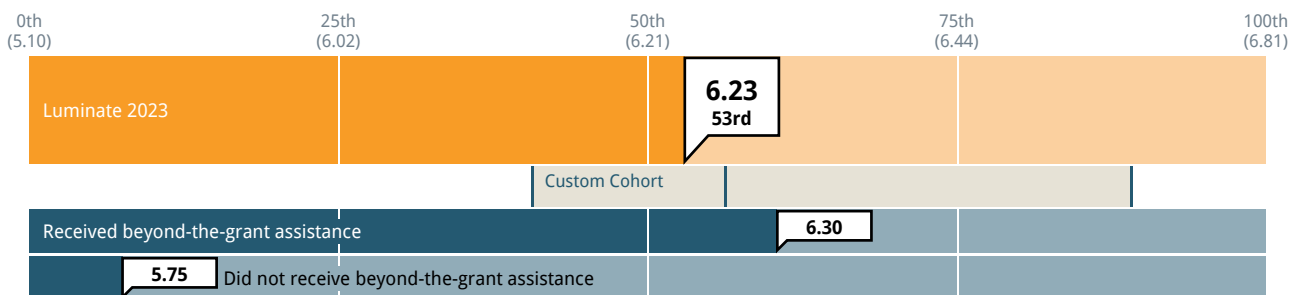 0th 25th 50th 75th 100th
(5.10) (6.02) (6.21) (6.44) (6.81)
6.23
Luminate 2023
53rd
Custom Cohort
Received beyond-the-grant assistance 6.30
5.75 Did not receive beyond-the-grant assistance